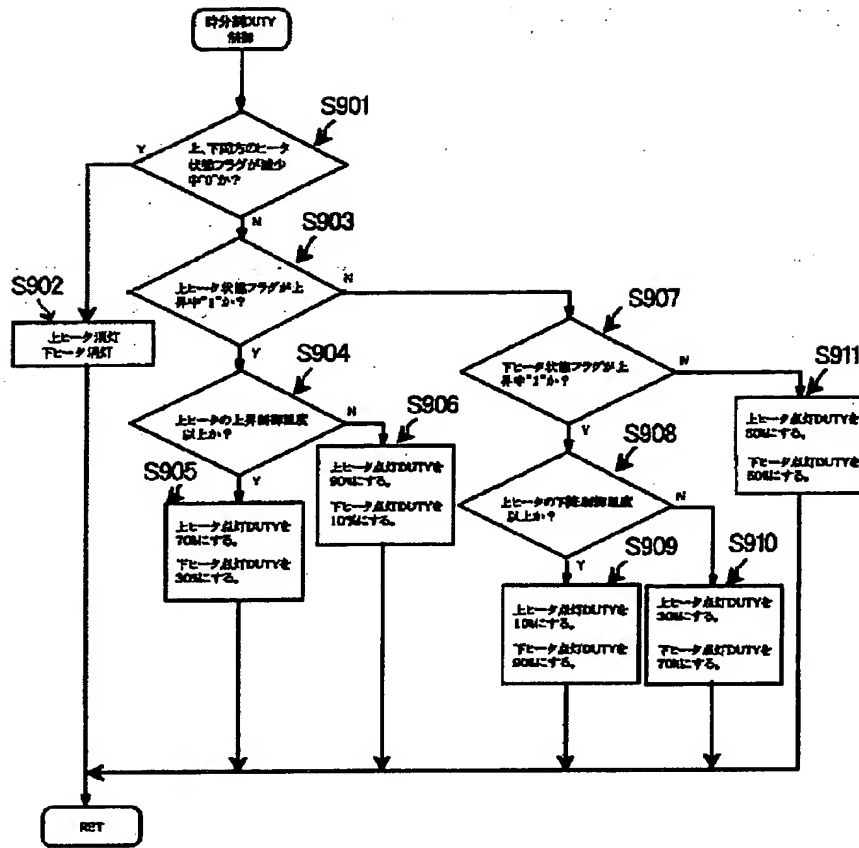 時分割DUTY
制御
S901
Y
上、下両方のヒータ
状態フラグが減少
中"0"か?
N
S903
上ヒータ状態フラグが上
昇中"1"か?
N
S902
上ヒータ消灯
下ヒータ消灯
Y
S904
上ヒータの上昇制御温度
以上か?
N
S906
上ヒータ点灯DUTYを
90%にする。
下ヒータ点灯DUTYを
10%にする。
S905
Y
上ヒータ点灯DUTYを
70%にする。
下ヒータ点灯DUTYを
30%にする。
S907
下ヒータ状態フラグが上
昇中"1"か?
N
S911
上ヒータ点灯DUTYを
にする。
下ヒータ点灯DUTYを
50%にする。
Y
S908
上ヒータの下降制御温度
以上か?
N
S909
Y
上ヒータ点灯DUTYを
10%にする。
下ヒータ点灯DUTYを
90%にする。
S910
上ヒータ点灯DUTYを
30%にする。
下ヒータ点灯DUTYを
70%にする。
RET